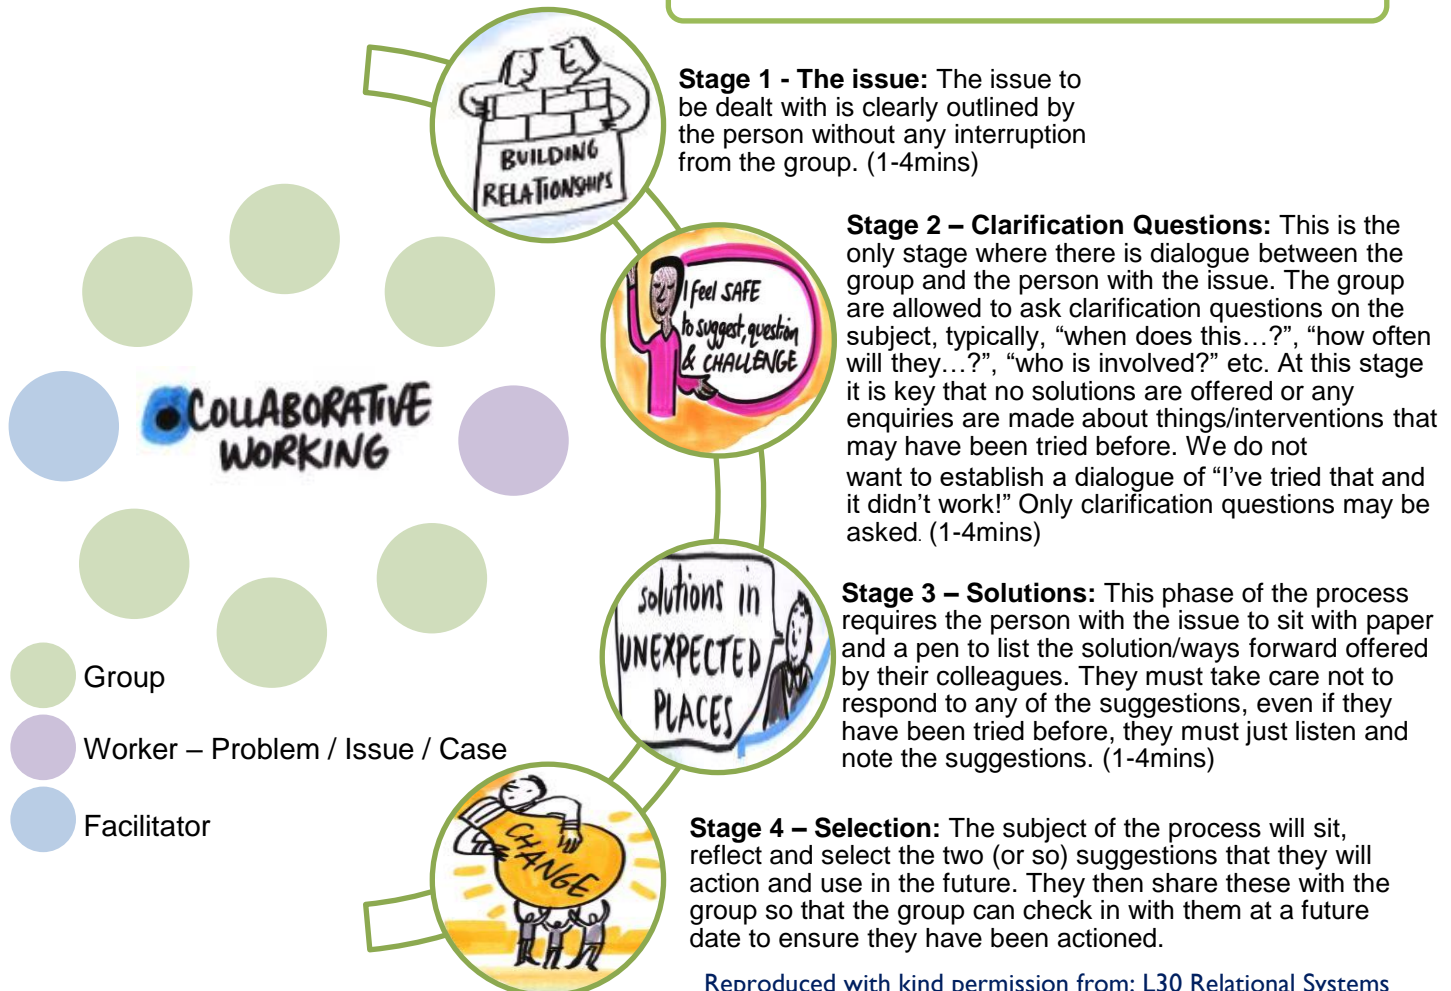 BUILDING
RELATIONSHIPS
Stage 1 - The issue: The issue to
be dealt with is clearly outlined by
the person without any interruption
from the group. (1-4mins)
I feel SAFE
to suggest, question
& CHALLENGE
Stage 2 – Clarification Questions: This is the
only stage where there is dialogue between the
group and the person with the issue. The group
are allowed to ask clarification questions on the
subject, typically, “when does this…?”, “how often
will they…?”, “who is involved?” etc. At this stage
it is key that no solutions are offered or any
enquiries are made about things/interventions that
may have been tried before. We do not
want to establish a dialogue of “I’ve tried that and
it didn’t work!” Only clarification questions may be
asked. (1-4mins)
COLLABORATIVE
WORKING
solutions in
UNEXPECTED
PLACES
Stage 3 – Solutions: This phase of the process
requires the person with the issue to sit with paper
and a pen to list the solution/ways forward offered
by their colleagues. They must take care not to
respond to any of the suggestions, even if they
have been tried before, they must just listen and
note the suggestions. (1-4mins)
Group
Worker – Problem / Issue / Case
Facilitator
CHANGE
Stage 4 – Selection: The subject of the process will sit,
reflect and select the two (or so) suggestions that they will
action and use in the future. They then share these with the
group so that the group can check in with them at a future
date to ensure they have been actioned.
Reproduced with kind permission from: L30 Relational Systems